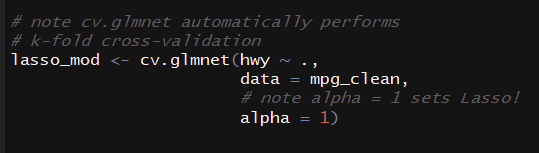 # note cv.glmnet automatically performs
# k-fold cross-validation
lasso_mod <- cv.glmnet(hwy ~ .,
data = mpg_clean,
# note alpha = 1 sets Lasso!
alpha = 1)